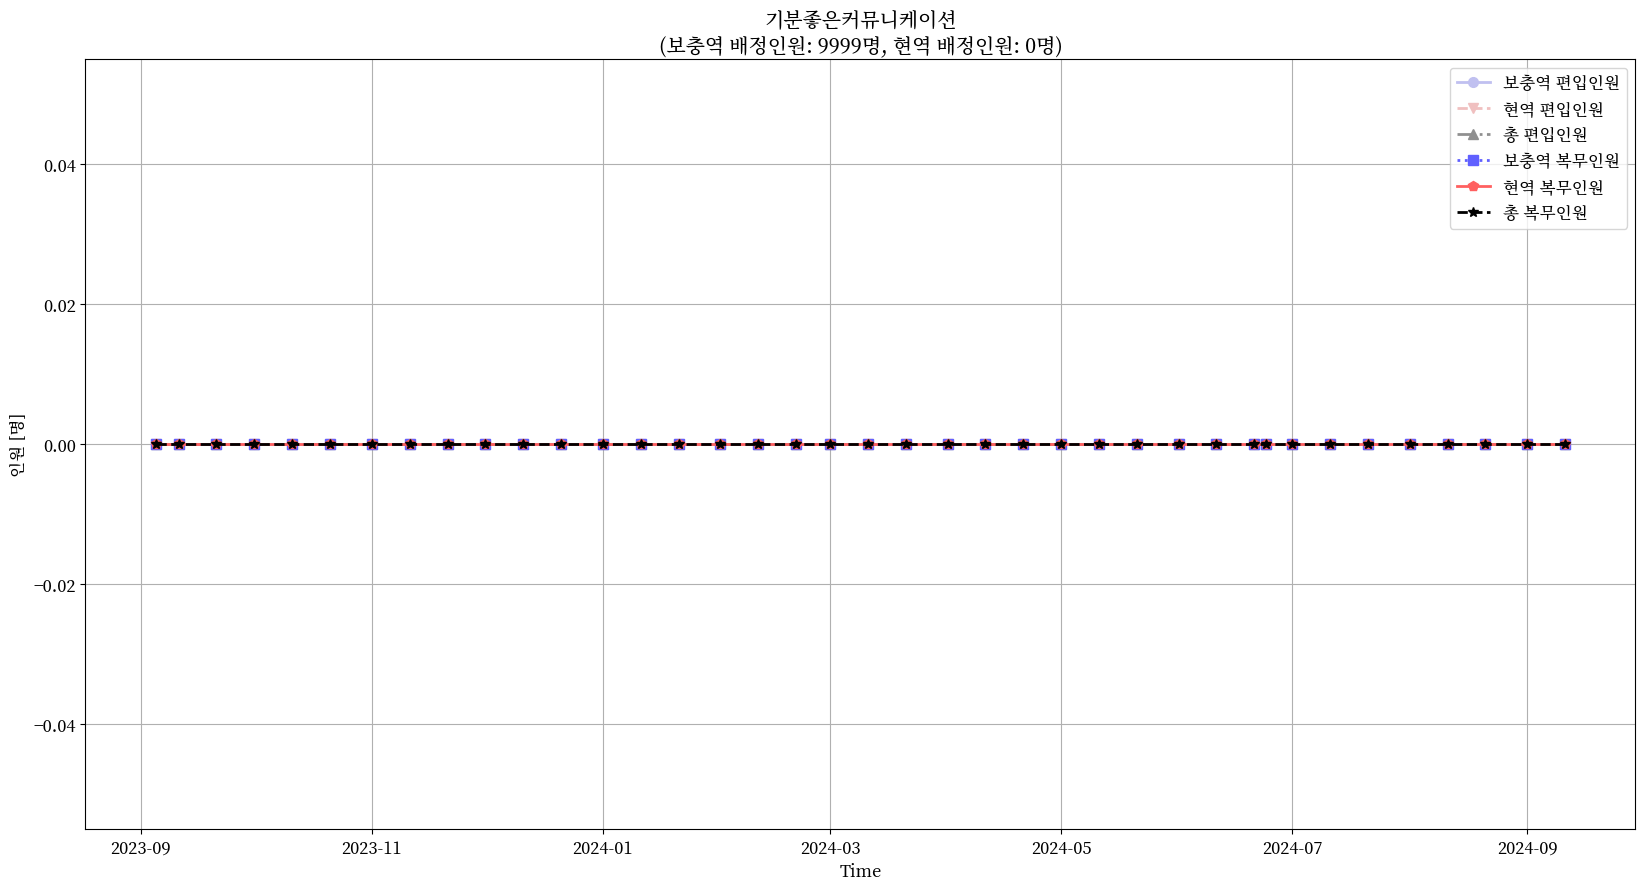 기분좋은커뮤니케이션
(보충역 배정인원: 9999명, 현역 배정인원: 0명)
보충역 편입인원
현역 편입인원
총 편입인원
보충역 복무인원
현역 복무인원
총 복무인원
인원 [명]
0.04
0.02
0.00
−0.02
−0.04
2023-09 2023-11 2024-01 2024-03 2024-05 2024-07 2024-09
Time